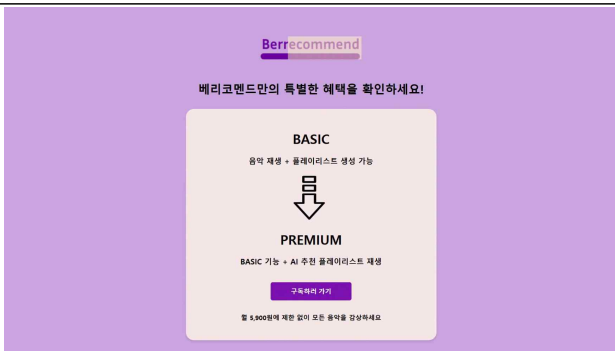 Berrecommend
베리코멘드만의 특별한 혜택을 확인하세요!
BASIC
음악 재생 + 플레이리스트 생성 가능
PREMIUM
BASIC 기능 + AI 추천 플레이리스트 재생
구독하러 가기
월 5,900원에 제한 없이 모든 음악을 감상하세요